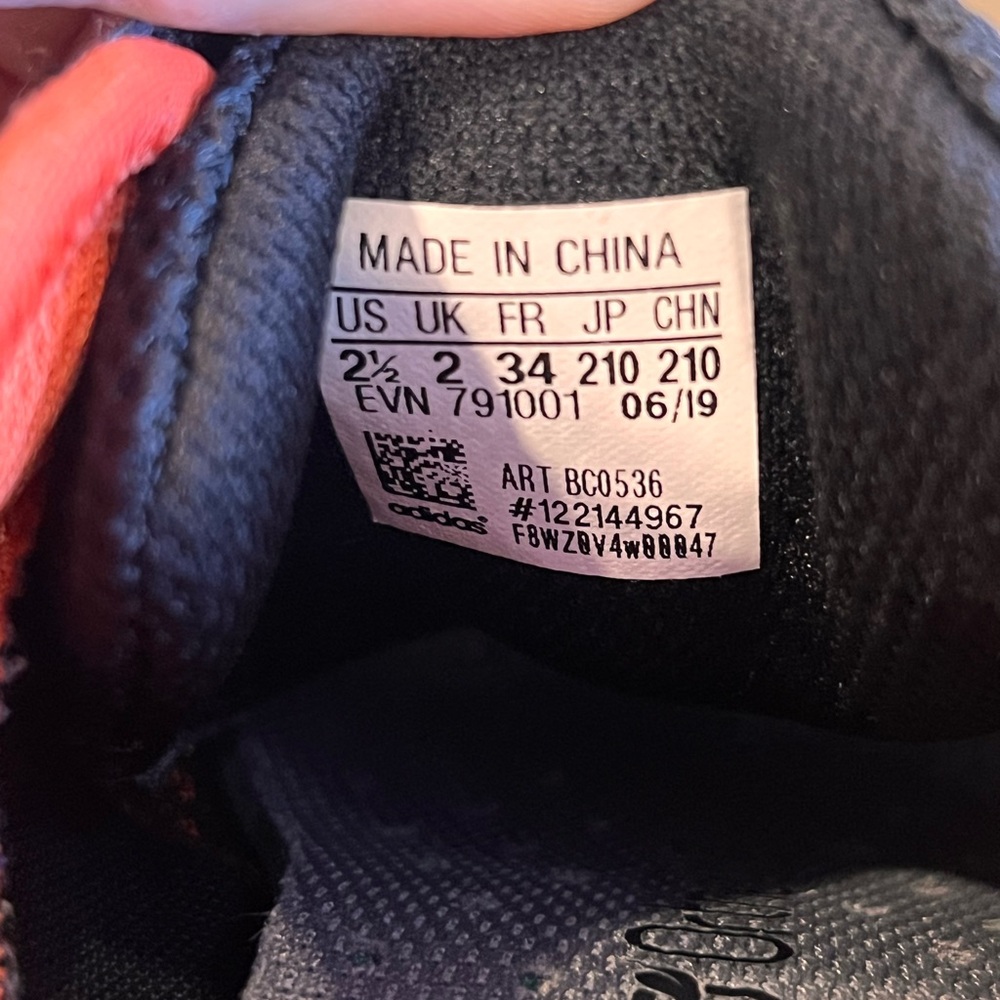 MADE IN CHINA
US UK FR JP CHN
2½ 2 34 210 210
EVN 791001 06/19
ART BC0536
#122144967
adidas
F8WZ0V4w00047